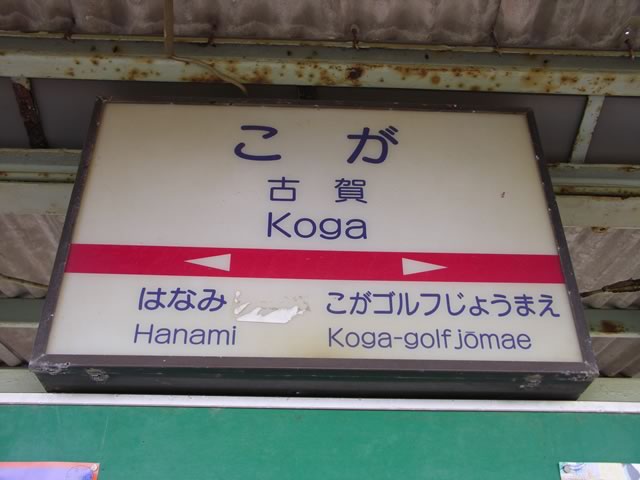 こが
古賀
Koga
はなみ
Hanami
こがゴルフじょうまえ
Koga-golf jōmae